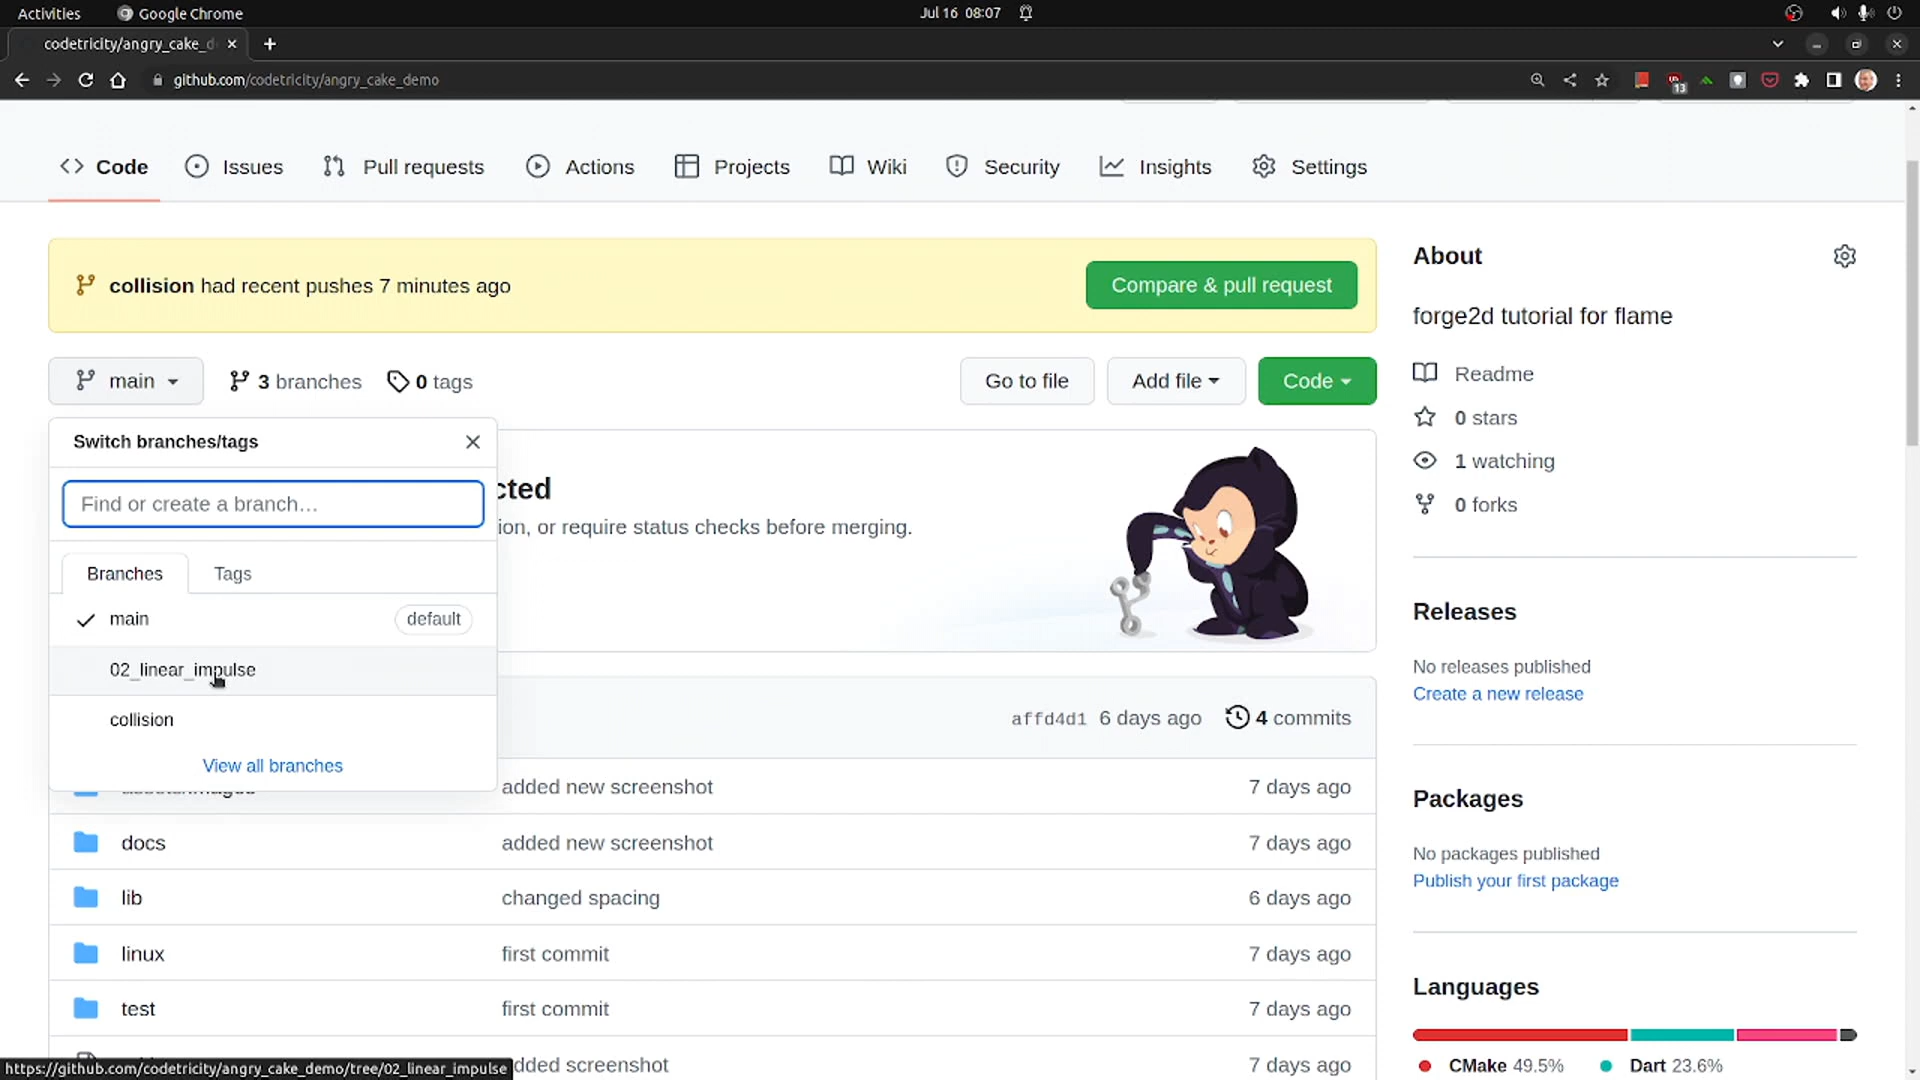 Activities Google Chrome Jul 16 08:07
codetricity/angry_cake_d
github.com/codetricity/angry_cake_demo
13
Code Issues Pull requests Actions Projects Wiki Security Insights Settings
collision had recent pushes 7 minutes ago Compare & pull request
main 3 branches 0 tags Go to file Add file Code
Switch branches/tags
Find or create a branch…
Branches Tags
main default
02_linear_impulse
collision
View all branches
cted
ion, or require status checks before merging.
affd4d1 6 days ago 4 commits
added new screenshot 7 days ago
docs added new screenshot 7 days ago
lib changed spacing 6 days ago
linux first commit 7 days ago
test first commit 7 days ago
dded screenshot 7 days ago
About
forge2d tutorial for flame
Readme
0 stars
1 watching
0 forks
Releases
No releases published
Create a new release
Packages
No packages published
Publish your first package
Languages
CMake 49.5% Dart 23.6%
https://github.com/codetricity/angry_cake_demo/tree/02_linear_impulse